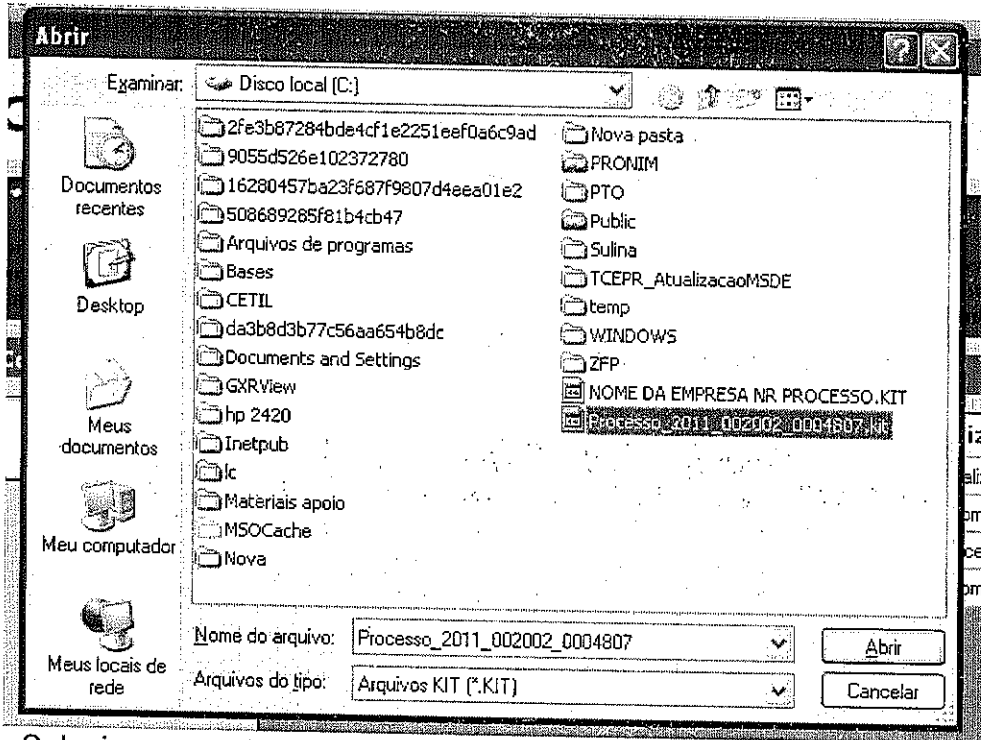 Abrir
Examinar: Disco local (C:)
Documentos
recentes
Desktop
Meus
documentos
Meu computador
Meus locais de
rede
2fe3b87284bde4cf1e2251eef0a6c9ad
9055d526e102372780
16280457ba23f687f9807d4eea01e2
508689285f81b4cb47
Arquivos de programas
Bases
CETIL
da3b8d3b77c56aa654b8dc
Documents and Settings
GXRView
hp 2420
Inetpub
lc
Materiais apoio
MSOCache
Nova
Nova pasta
PRONIM
PTO
Public
Sulina
TCEPR_AtualizacaoMSDE
temp
WINDOWS
ZFP
NOME DA EMPRESA NR PROCESSO.KIT
Processo_2011_002002_0004807.kit
Nome do arquivo: Processo_2011_002002_0004807
Abrir
Arquivos do tipo: Arquivos KIT (*.KIT)
Cancelar